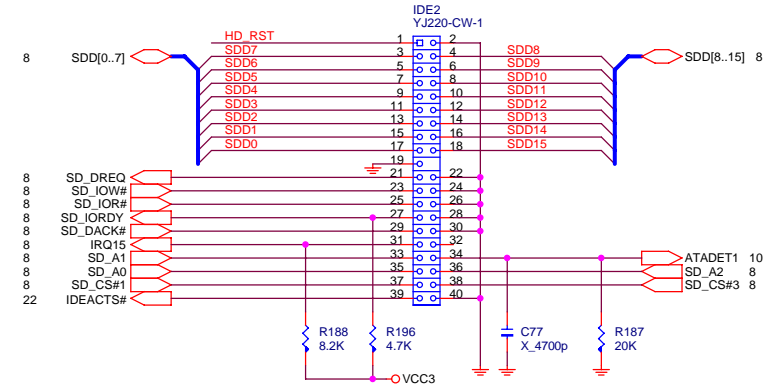 IDE2
YJ220-CW-1
HD_RST 1 2
8 SDD[0..7] SDD7 3 4 SDD8 SDD[8..15] 8
SDD6 5 6 SDD9
SDD5 7 8 SDD10
SDD4 9 10 SDD11
SDD3 11 12 SDD12
SDD2 13 14 SDD13
SDD1 15 16 SDD14
SDD0 17 18 SDD15
19
8 SD_DREQ 21 22
8 SD_IOW# 23 24
8 SD_IOR# 25 26
8 SD_IORDY 27 28
8 SD_DACK# 29 30
8 IRQ15 31 32
8 SD_A1 33 34 ATADET1 10
8 SD_A0 35 36 SD_A2 8
8 SD_CS#1 37 38 SD_CS#3 8
22 IDEACTS# 39 40
R188 R196 C77 R187
8.2K 4.7K X_4700p 20K
VCC3